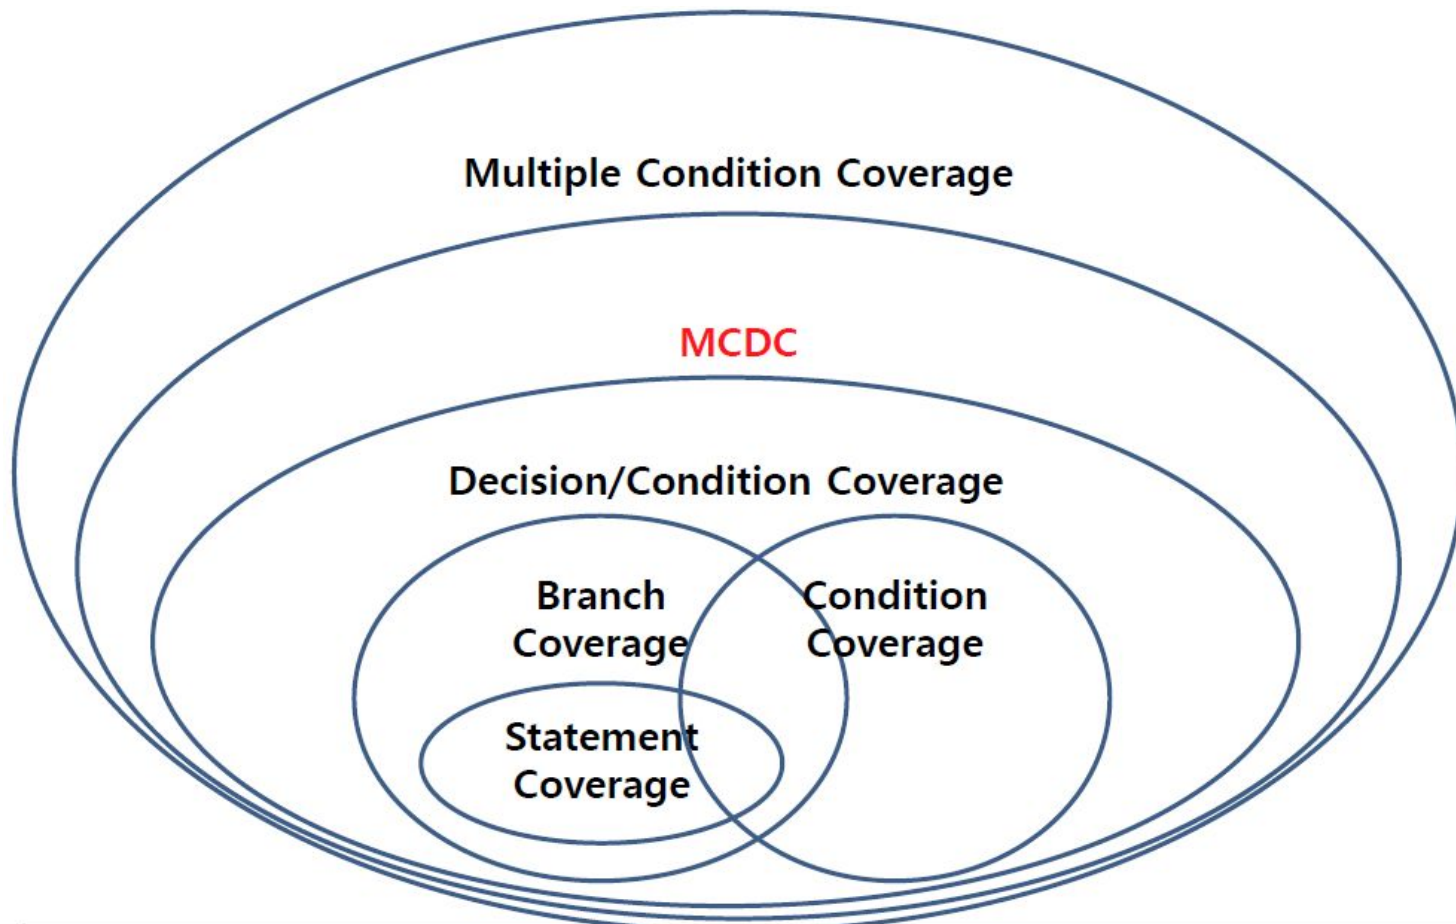 Multiple Condition Coverage
MCDC
Decision/Condition Coverage
Branch
Coverage
Condition
Coverage
Statement
Coverage